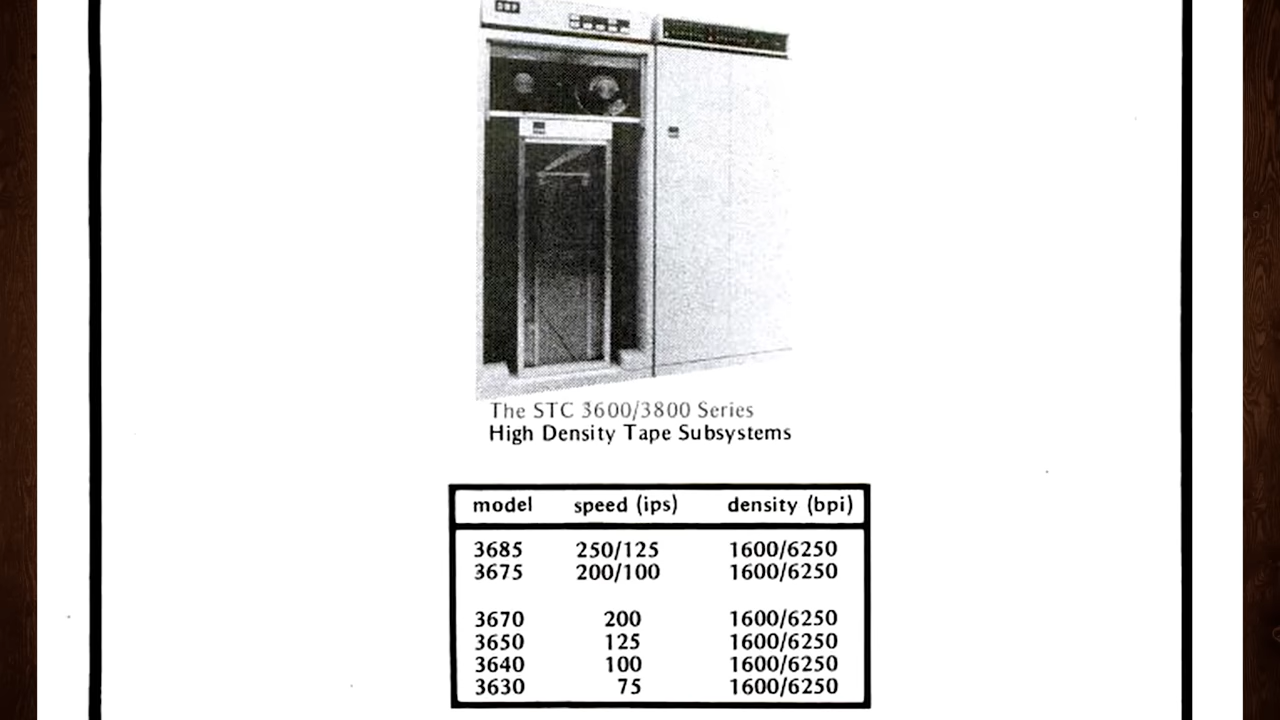 The STC 3600/3800 Series
High Density Tape Subsystems
model speed (ips) density (bpi)
3685 250/125 1600/6250
3675 200/100 1600/6250
3670 200 1600/6250
3650 125 1600/6250
3640 100 1600/6250
3630 75 1600/6250